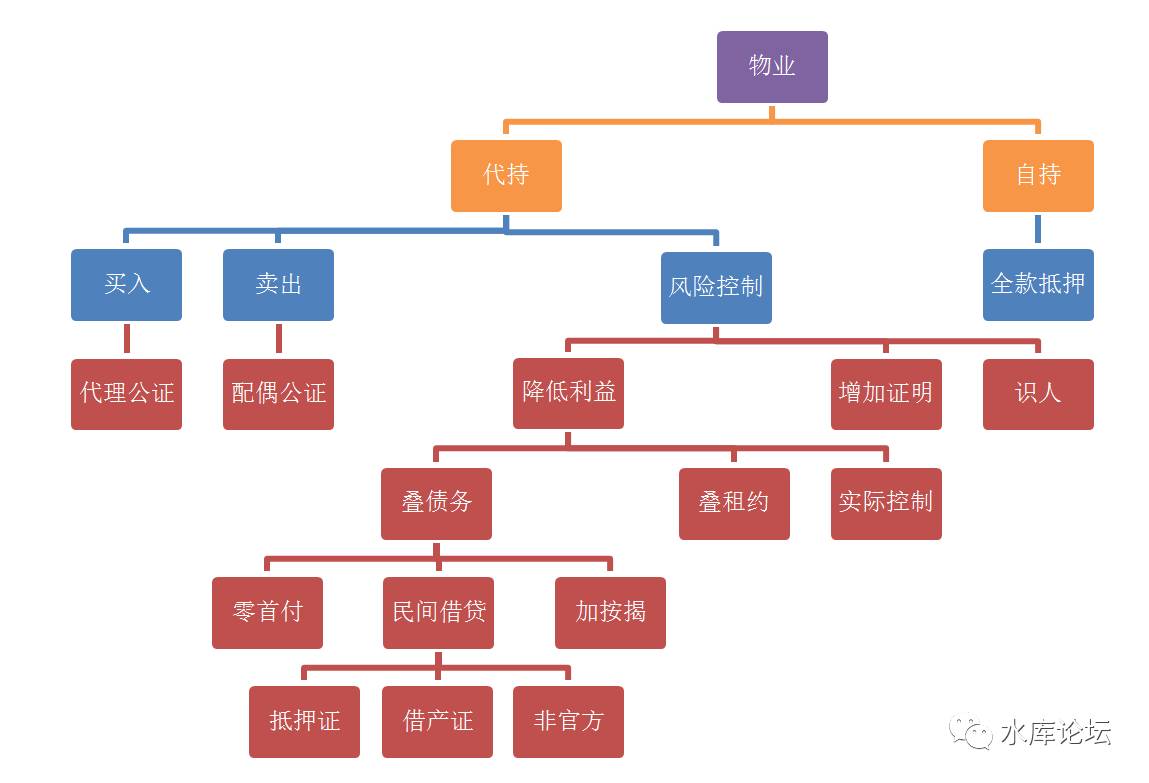 物业
代持
自持
买入
卖出
风险控制
全款抵押
代理公证
配偶公证
降低利益
增加证明
识人
叠债务
叠租约
实际控制
零首付
民间借贷
加按揭
抵押证
借产证
非官方
水库论坛